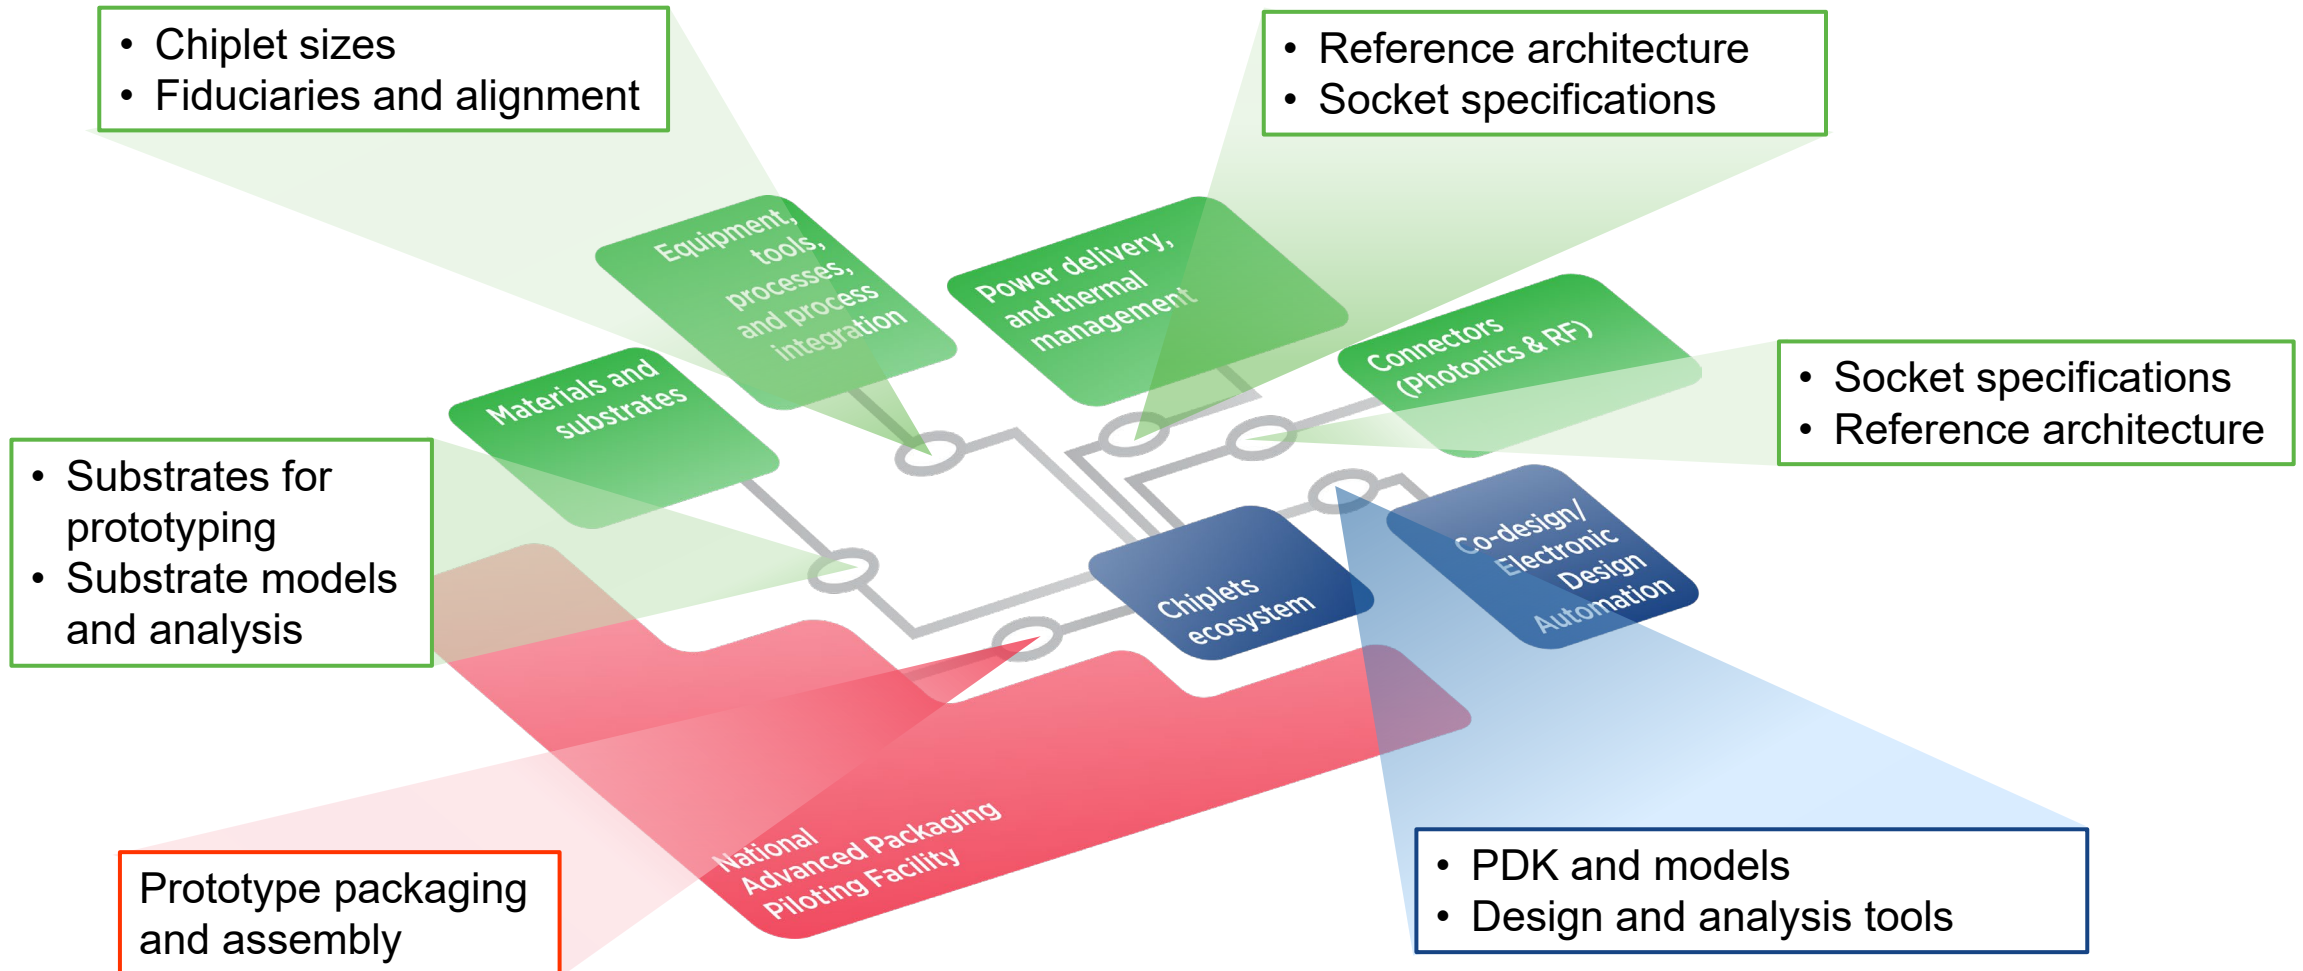 • Chiplet sizes
• Fiduciaries and alignment
• Reference architecture
• Socket specifications
Equipment,
tools,
processes,
and process
integration
Power delivery,
and thermal
management
Connectors
(Photonics & RF)
• Socket specifications
• Reference architecture
Materials and
substrates
• Substrates for
prototyping
• Substrate models
and analysis
Co-design/
Electronic
Design
Automation
Chiplets
ecosystem
National
Advanced Packaging
Piloting Facility
Prototype packaging
and assembly
• PDK and models
• Design and analysis tools